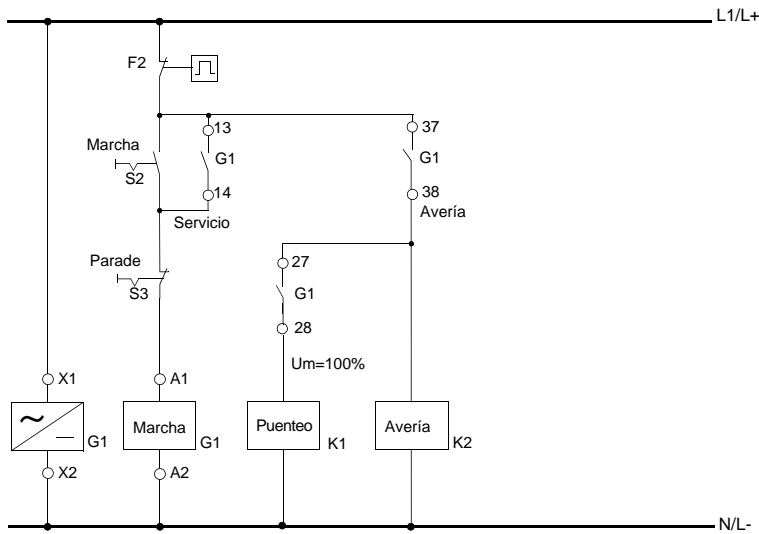 L1/L+
F2
13
37
Marcha
G1
G1
S2
14
38
Servicio
Avería
Parade
27
S3
G1
28
Um=100%
X1
A1
~
Marcha
Puenteo
Avería
G1
G1
K1
K2
X2
A2
N/L-